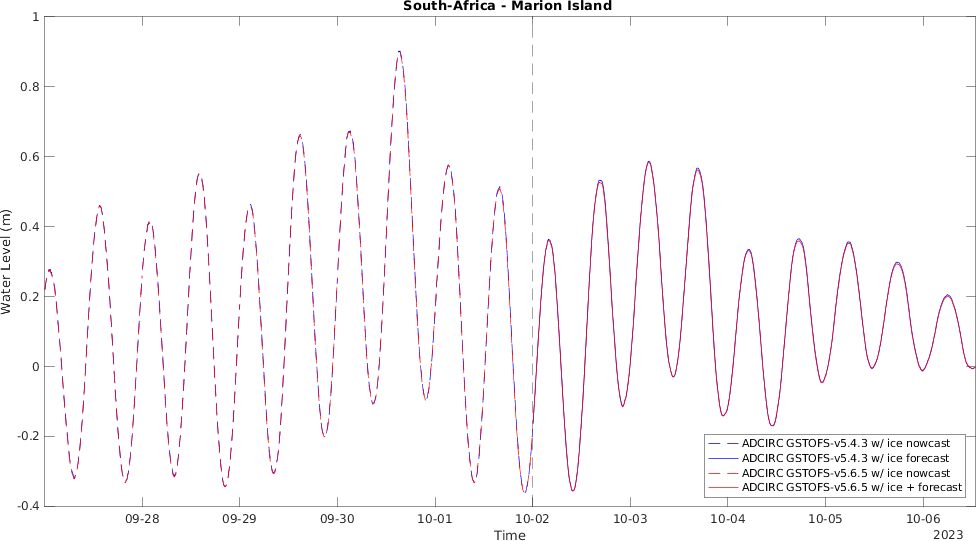 South-Africa - Marion Island
1
0.8
0.6
0.4
0.2
0
-0.2
-0.4
Water Level (m)
ADCIRC GSTOFS-v5.4.3 w/ ice nowcast
ADCIRC GSTOFS-v5.4.3 w/ ice forecast
ADCIRC GSTOFS-v5.6.5 w/ ice nowcast
ADCIRC GSTOFS-v5.6.5 w/ ice + forecast
09-28 09-29 09-30 10-01 10-02 10-03 10-04 10-05 10-06
Time
2023